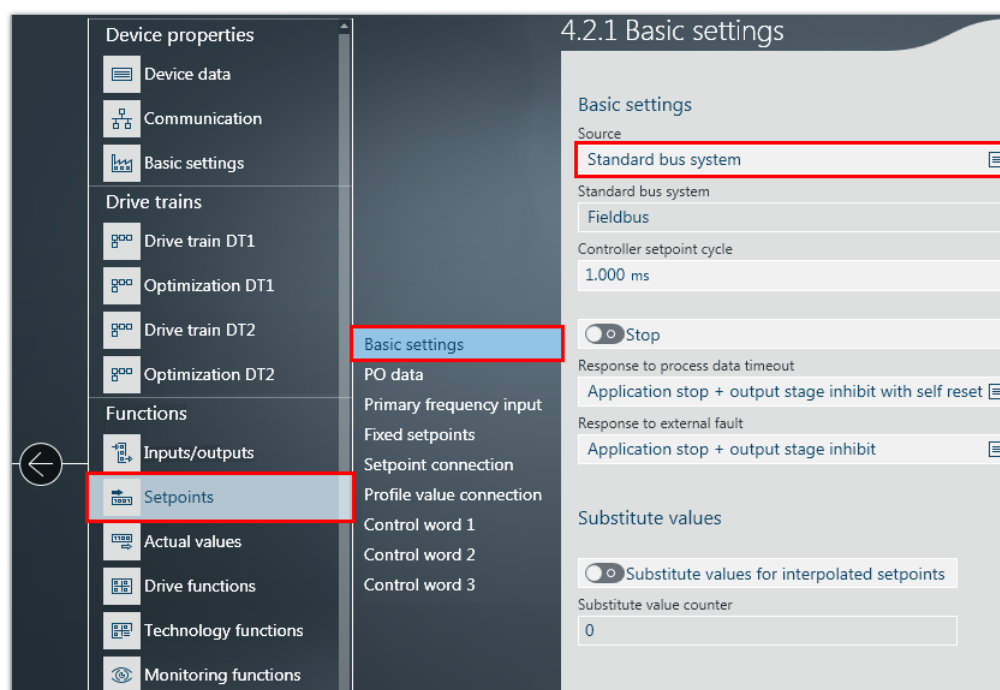 Device properties
Device data
Communication
Basic settings
Drive trains
Drive train DT1
Optimization DT1
Drive train DT2
Optimization DT2
Functions
Inputs/outputs
Setpoints
Actual values
Drive functions
Technology functions
Monitoring functions
Basic settings
PO data
Primary frequency input
Fixed setpoints
Setpoint connection
Profile value connection
Control word 1
Control word 2
Control word 3
4.2.1 Basic settings
Basic settings
Source
Standard bus system
Standard bus system
Fieldbus
Controller setpoint cycle
1.000 ms
Stop
Response to process data timeout
Application stop + output stage inhibit with self reset
Response to external fault
Application stop + output stage inhibit
Substitute values
Substitute values for interpolated setpoints
Substitute value counter
0